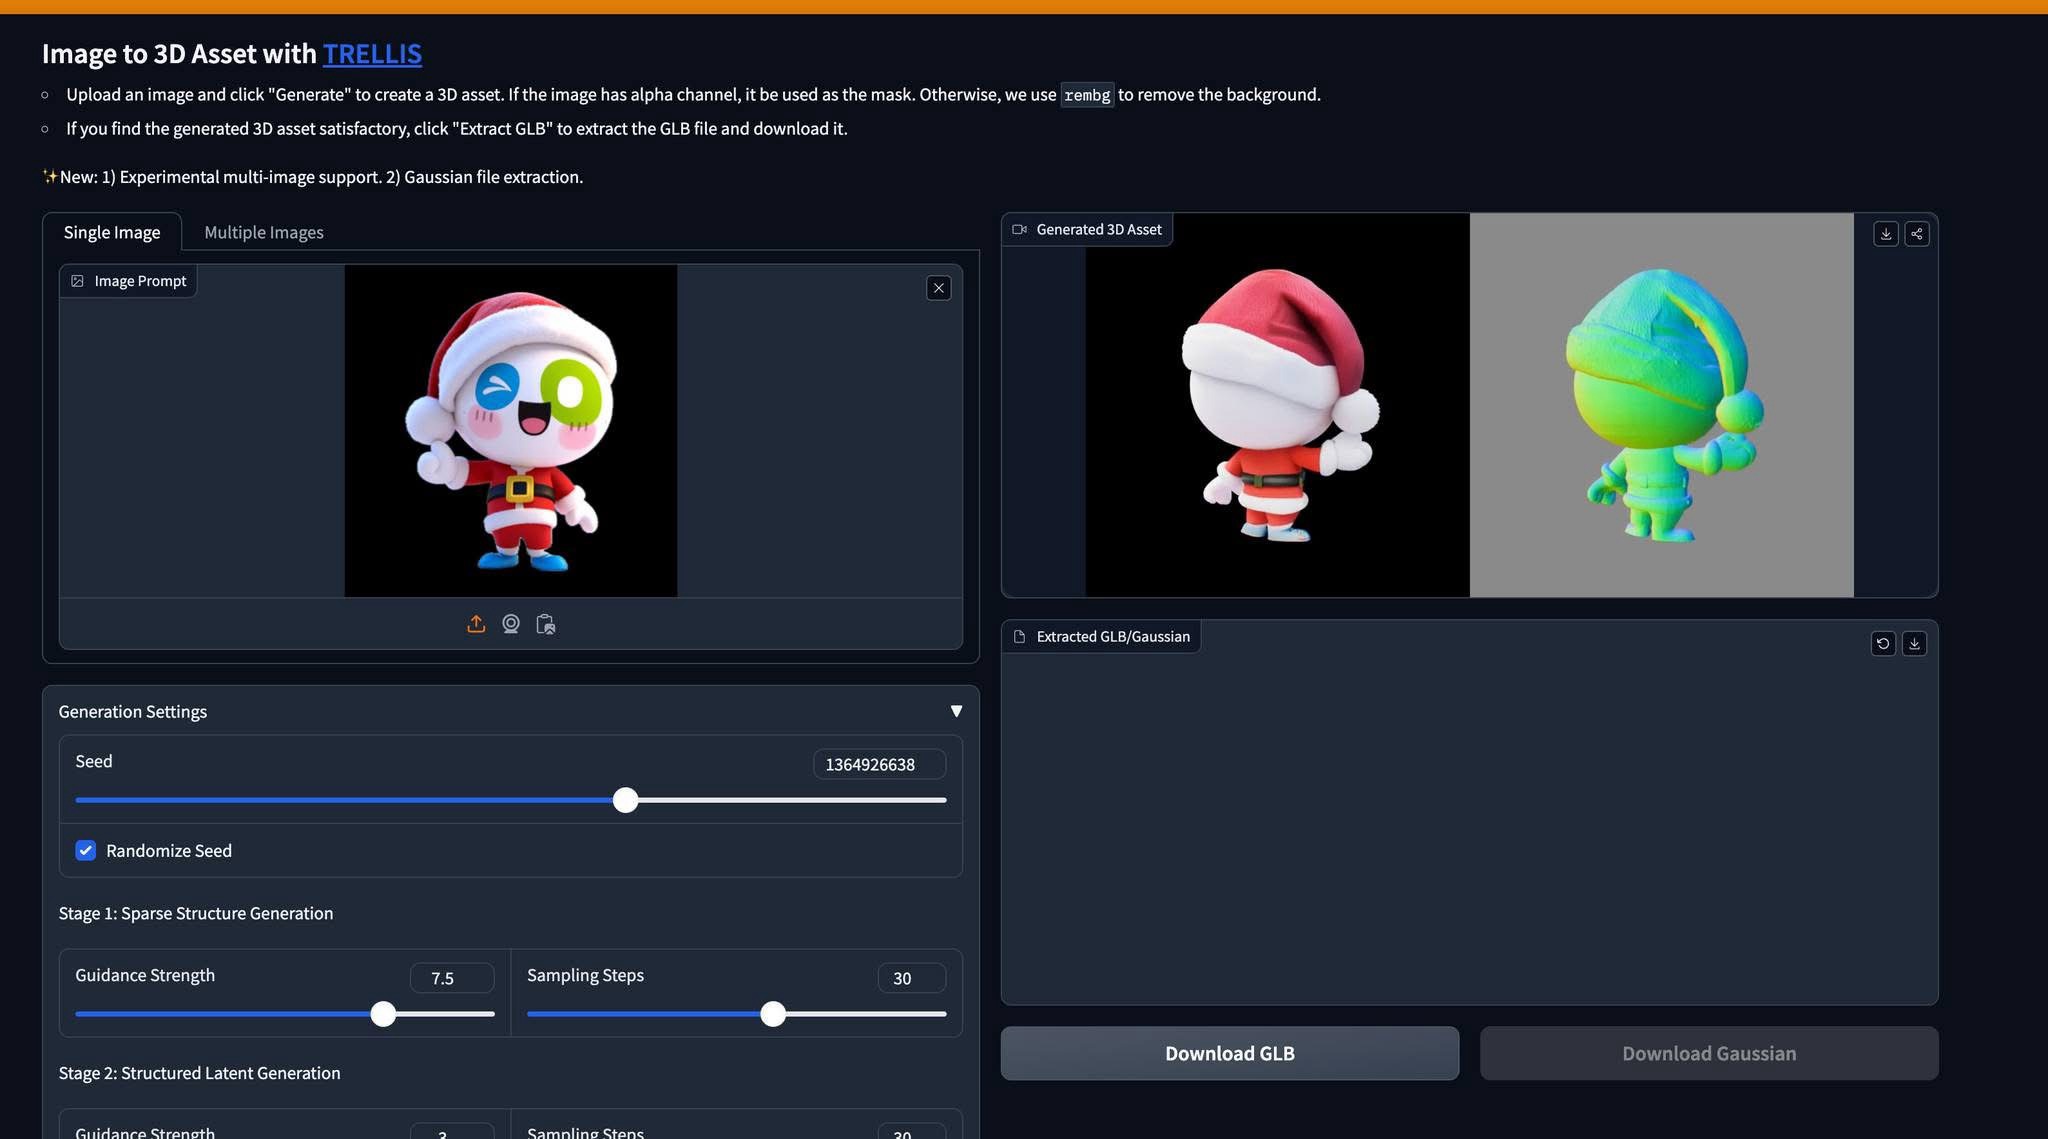 Image to 3D Asset with TRELLIS
Upload an image and click "Generate" to create a 3D asset. If the image has alpha channel, it be used as the mask. Otherwise, we use rembg to remove the background.
If you find the generated 3D asset satisfactory, click "Extract GLB" to extract the GLB file and download it.
✨New: 1) Experimental multi-image support. 2) Gaussian file extraction.
Single Image
Multiple Images
Image Prompt
Generated 3D Asset
Extracted GLB/Gaussian
Generation Settings
Seed
1364926638
Randomize Seed
Stage 1: Sparse Structure Generation
Guidance Strength
7.5
Sampling Steps
30
Download GLB
Download Gaussian
Stage 2: Structured Latent Generation
Guidance Strength
3
Sampling Steps
30